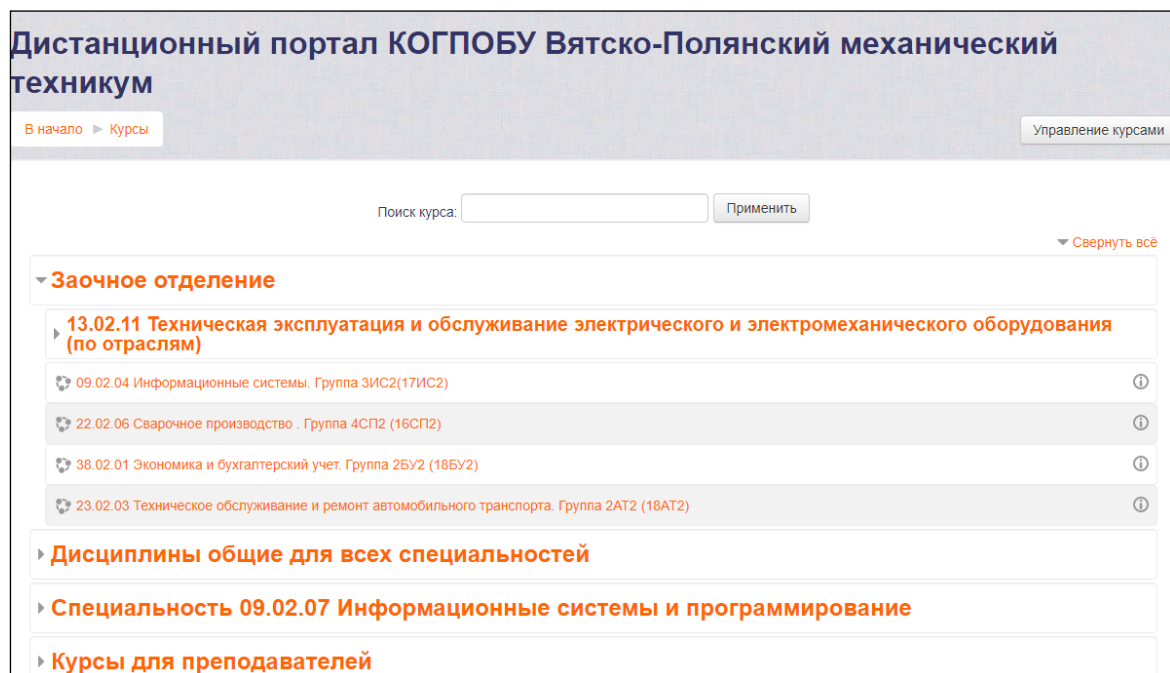 Дистанционный портал КОГПОБУ Вятско-Полянский механический
техникум
В начало ► Курсы
Управление курсами
Поиск курса:
Применить
Свернуть всё
Заочное отделение
13.02.11 Техническая эксплуатация и обслуживание электрического и электромеханического оборудования
(по отраслям)
09.02.04 Информационные системы. Группа 3ИС2(17ИС2)
22.02.06 Сварочное производство . Группа 4СП2 (16СП2)
38.02.01 Экономика и бухгалтерский учет. Группа 2БУ2 (18БУ2)
23.02.03 Техническое обслуживание и ремонт автомобильного транспорта. Группа 2АТ2 (18АТ2)
Дисциплины общие для всех специальностей
Специальность 09.02.07 Информационные системы и программирование
Курсы для преподавателей